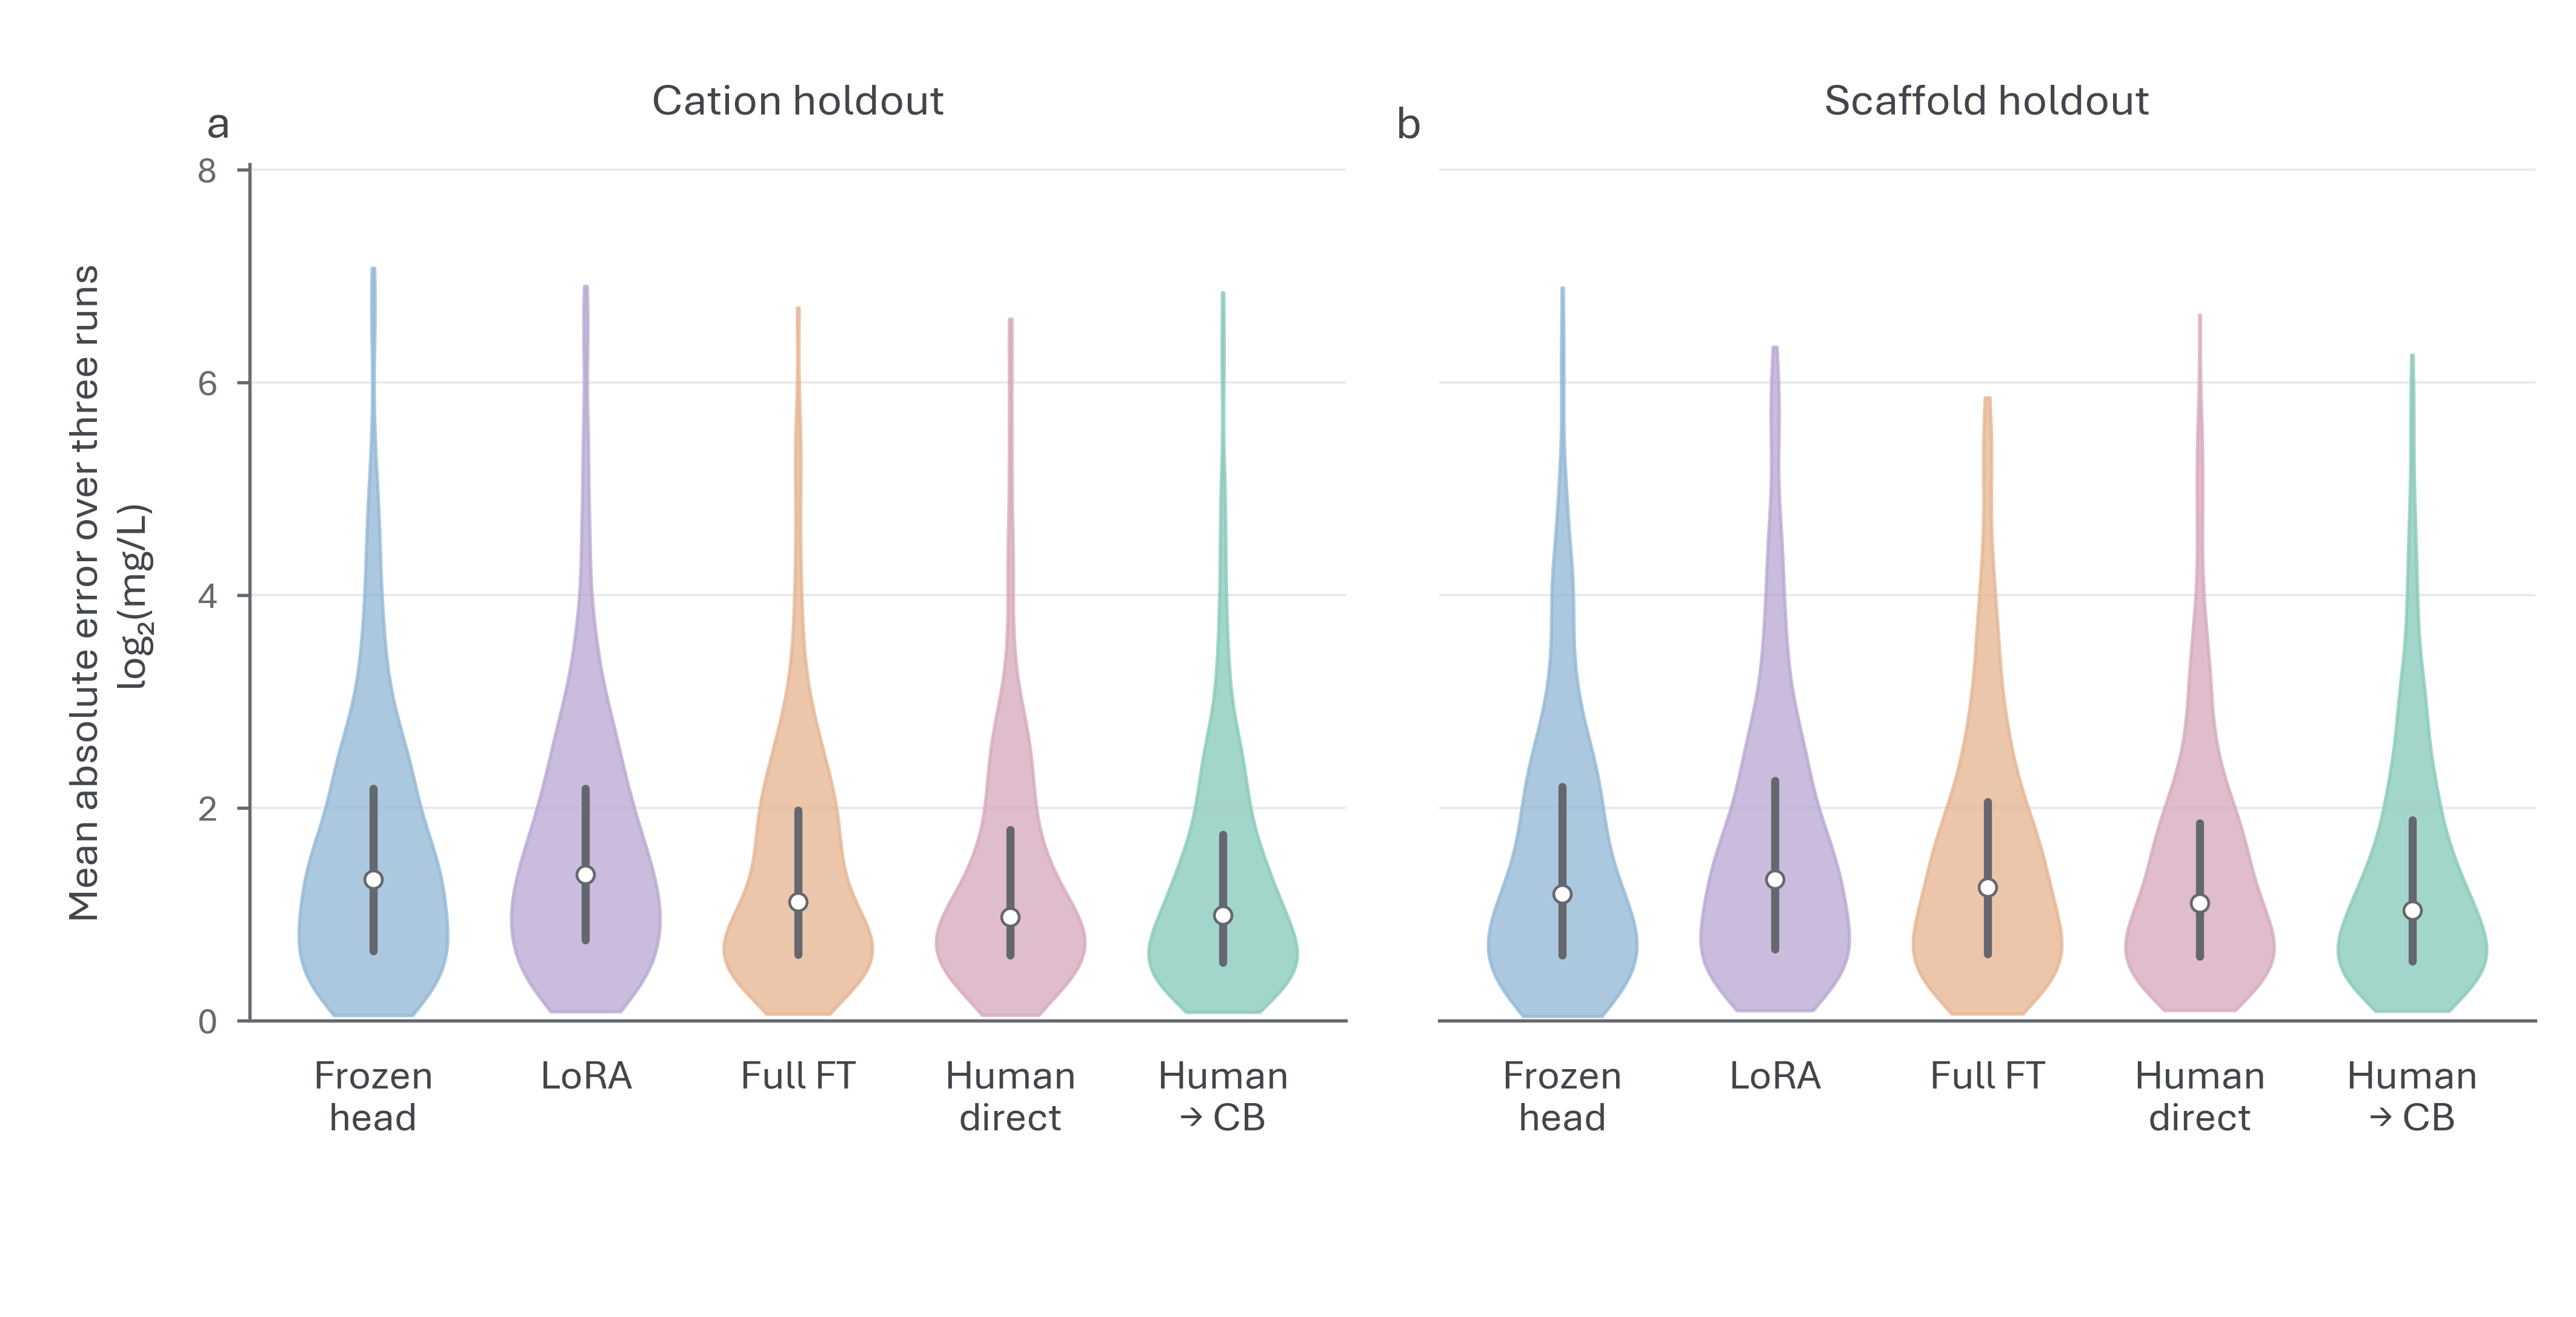 Cation holdout
Scaffold holdout
a
b
Mean absolute error over three runs
log₂(mg/L)
8
6
4
2
0
Frozen
head
LoRA
Full FT
Human
direct
Human
→ CB
Frozen
head
LoRA
Full FT
Human
direct
Human
→ CB